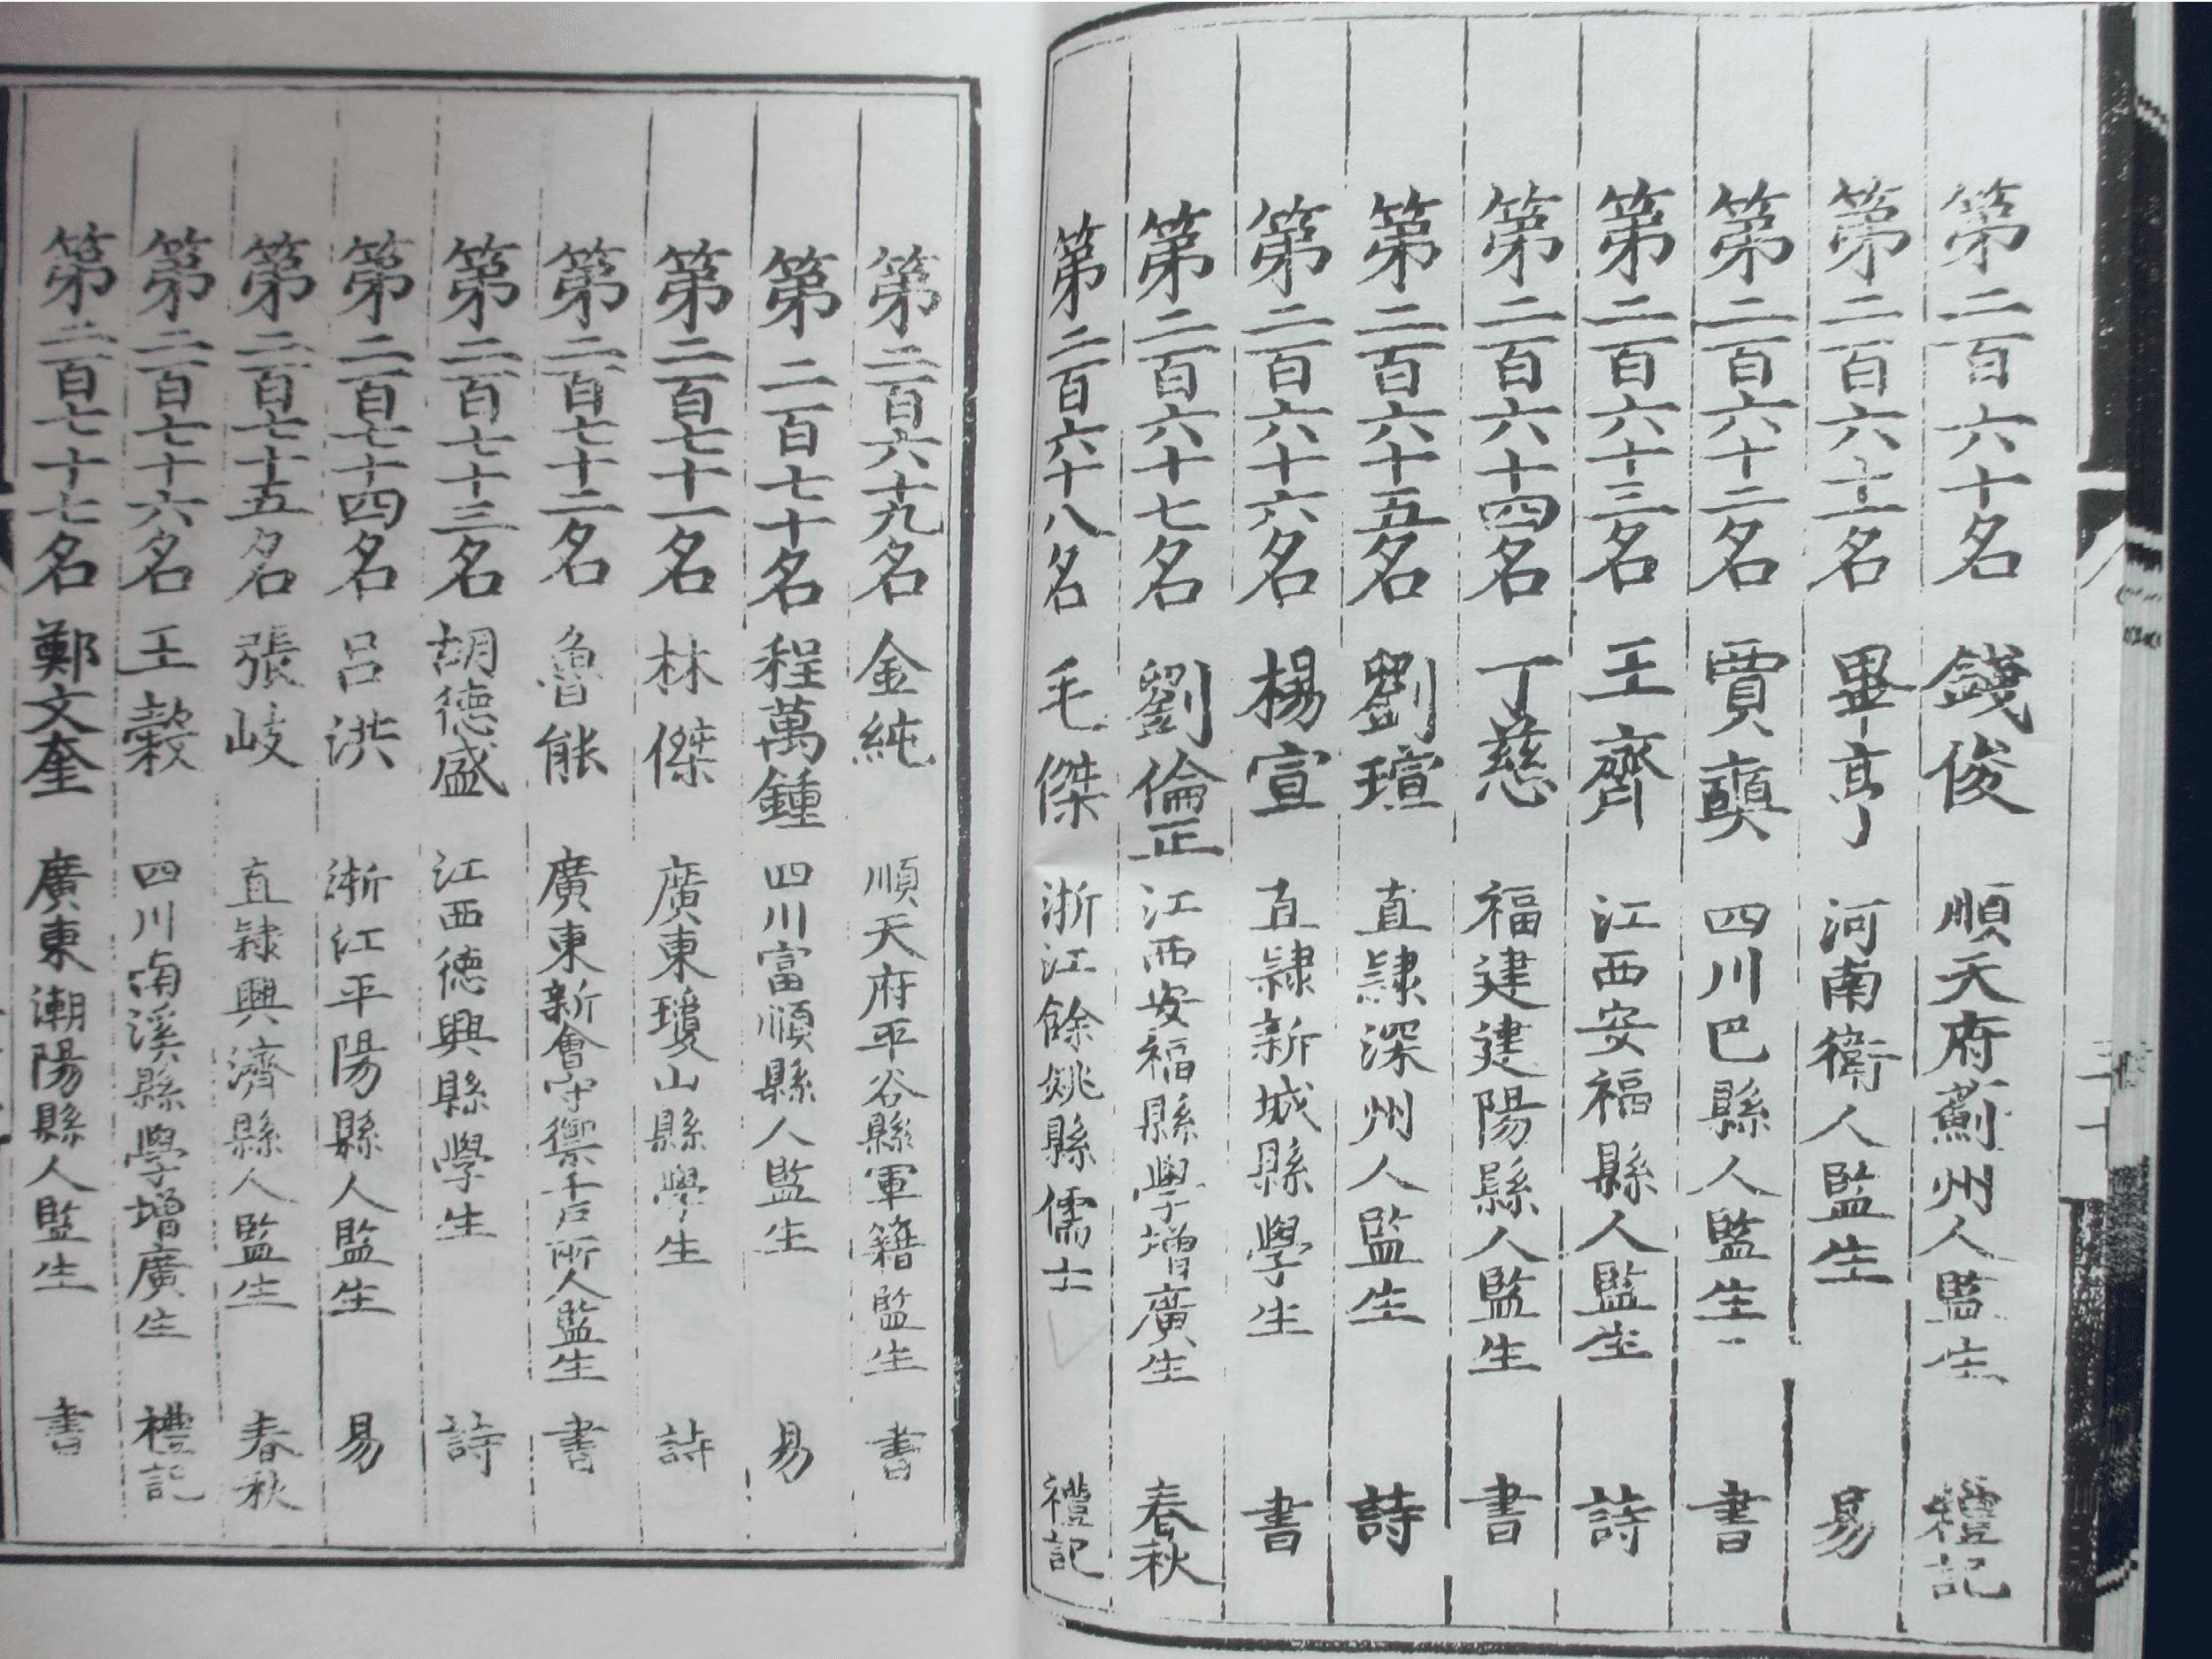 第二百六十名 錢俊 順天府薊州人監生 禮記
第二百六十一名 畢亨 河南衛人監生 易
第二百六十二名 賈奭 四川巴縣人監生 書
第二百六十三名 王齊 江西安福縣人監生 詩
第二百六十四名 丁慈 福建建陽縣人監生 書
第二百六十五名 劉瑄 直隸深州人監生 詩
第二百六十六名 楊宣 直隸新城縣學生 書
第二百六十七名 劉倫正 江西安福縣學增廣生 春秋
第二百六十八名 毛傑 浙江餘姚縣儒士 禮記
第二百六十九名 金純 順天府平谷縣軍籍監生 書
第二百七十名 程萬鍾 四川富順縣人監生 易
第二百七十一名 林傑 廣東瓊山縣學生 詩
第二百七十二名 魯能 廣東新會守禦千戶所人監生 書
第二百七十三名 胡德盛 江西德興縣學生 詩
第二百七十四名 呂洪 浙江平陽縣人監生 易
第二百七十五名 張岐 直隸興濟縣人監生 春秋
第二百七十六名 王縠 四川南溪縣學增廣生 禮記
第二百七十七名 鄭文奎 廣東潮陽縣人監生 書